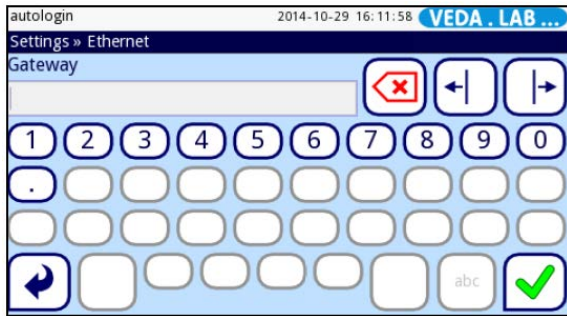 autologin 2014-10-29 16:11:58 VEDA . LAB ...
Settings » Ethernet
Gateway
1 2 3 4 5 6 7 8 9 0
.
abc